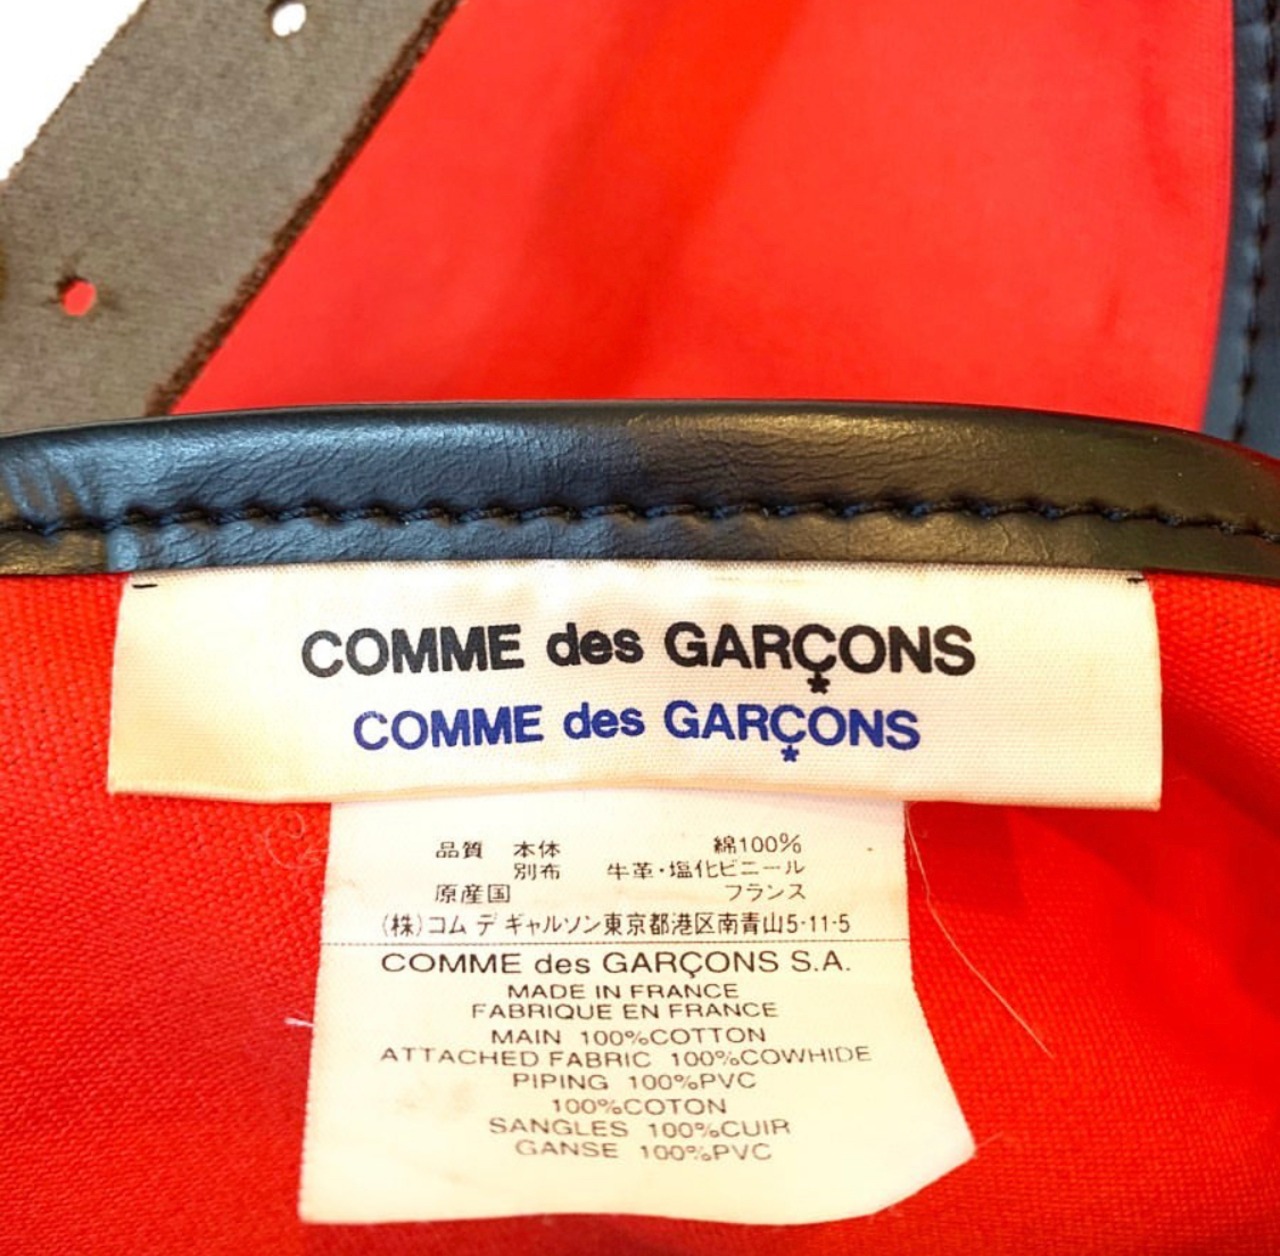 COMME des GARÇONS
COMME des GARÇONS
品質 本体 綿100%
別布 牛革・塩化ビニール
原産国 フランス
(株)コム デ ギャルソン東京都港区南青山5-11-5
COMME des GARÇONS S.A.
MADE IN FRANCE
FABRIQUE EN FRANCE
MAIN 100%COTTON
ATTACHED FABRIC 100%COWHIDE
PIPING 100%PVC
100%COTON
SANGLES 100%CUIR
GANSE 100%PVC